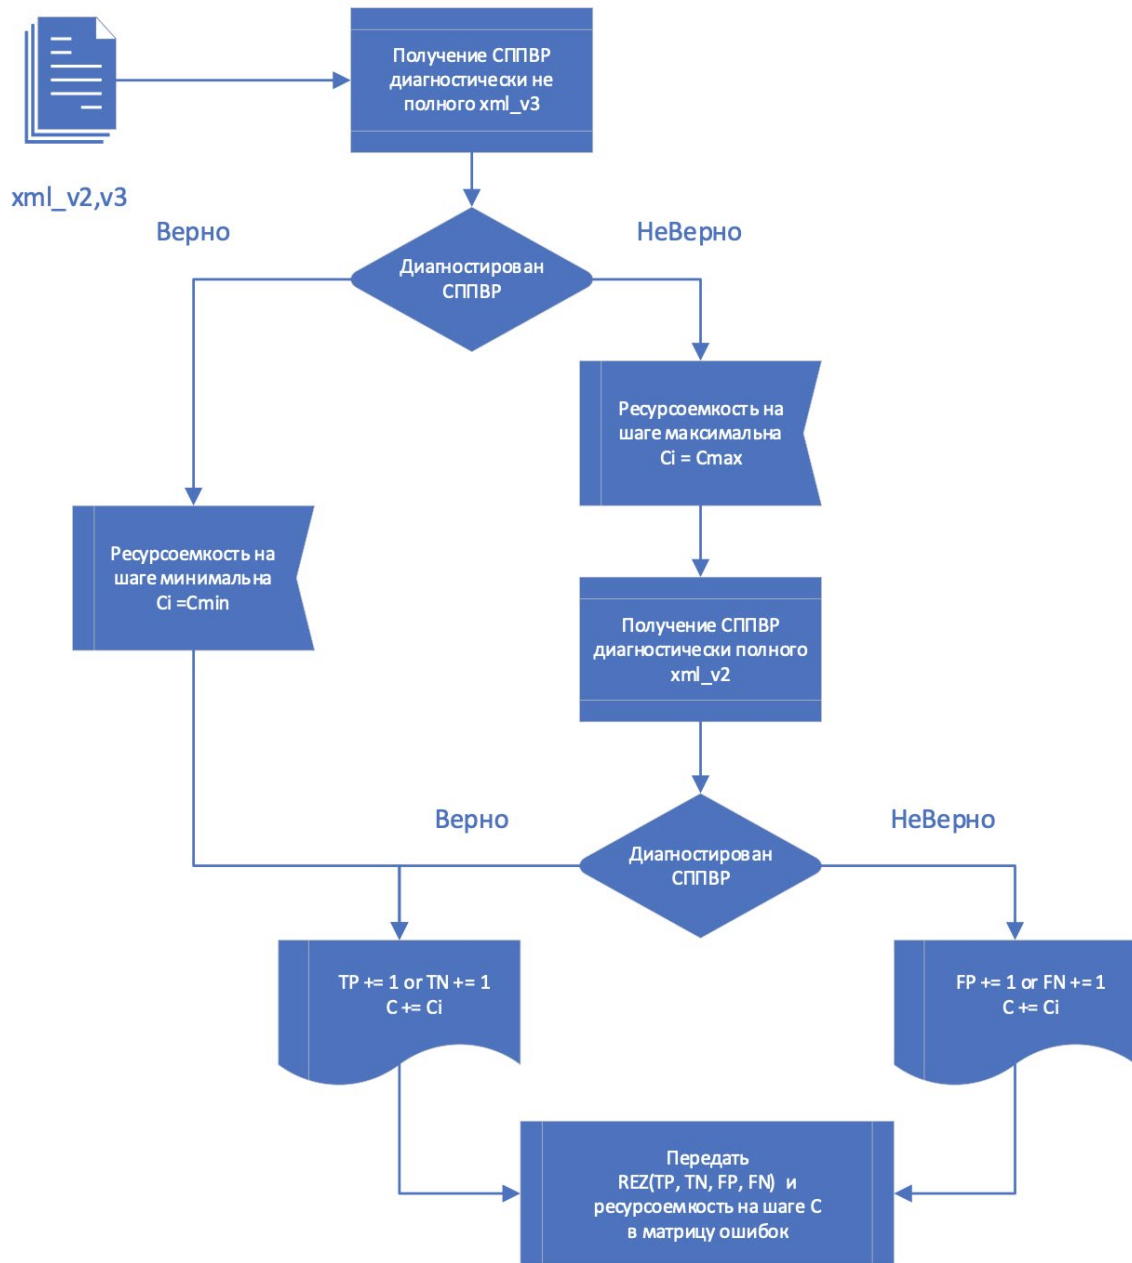 Получение СППВР
диагностически не
полного xml_v3
xml_v2,v3
Верно
НеВерно
Диагностирован
СППВР
Ресурсоемкость на
шаге максимальна
Ci = Cmax
Ресурсоемкость на
шаге минимальна
Ci =Cmin
Получение СППВР
диагностически полного
xml_v2
Верно
НеВерно
Диагностирован
СППВР
TP += 1 or TN += 1
C += Ci
FP += 1 or FN += 1
C += Ci
Передать
REZ(TP, TN, FP, FN) и
ресурсоемкость на шаге C
в матрицу ошибок